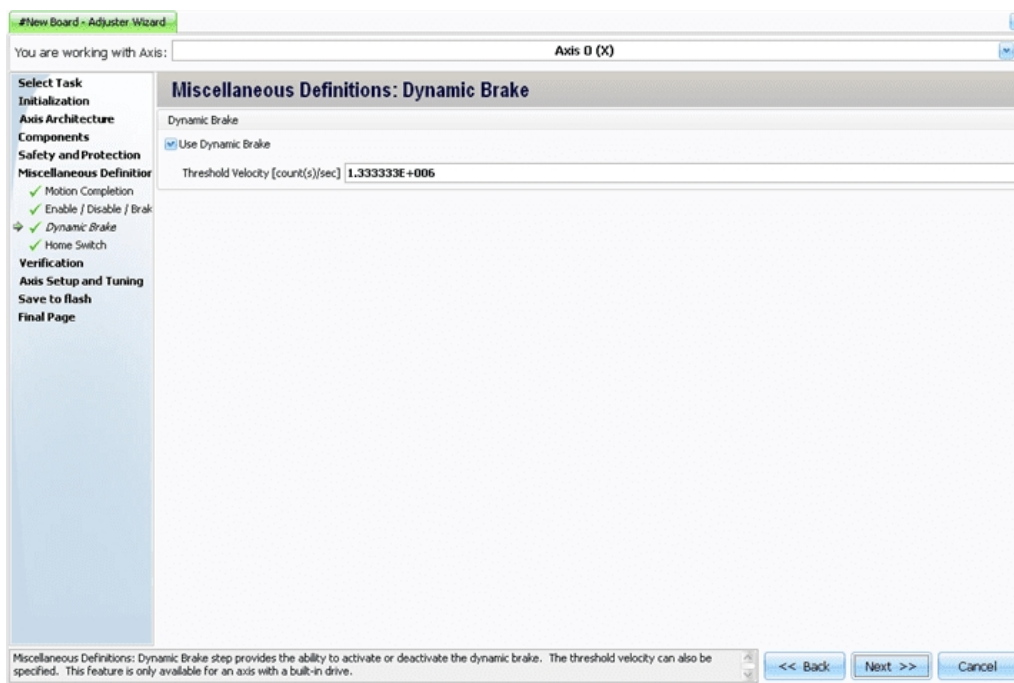 #New Board - Adjuster Wizard
You are working with Axis:
Axis 0 (X)
Select Task
Initialization
Axis Architecture
Components
Safety and Protection
Miscellaneous Definitior
Motion Completion
Enable / Disable / Brak
Dynamic Brake
Home Switch
Verification
Axis Setup and Tuning
Save to flash
Final Page
Miscellaneous Definitions: Dynamic Brake
Dynamic Brake
Use Dynamic Brake
Threshold Velocity [count(s)/sec] 1.333333E+006
Miscellaneous Definitions: Dynamic Brake step provides the ability to activate or deactivate the dynamic brake. The threshold velocity can also be
specified. This feature is only available for an axis with a built-in drive.
<< Back
Next >>
Cancel